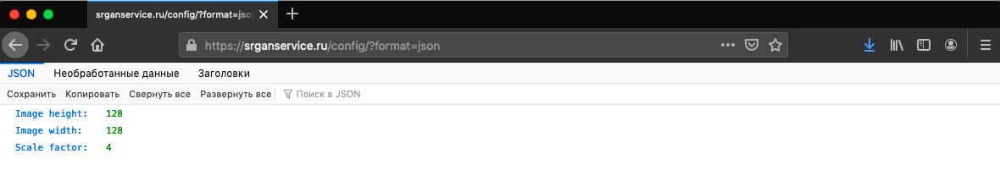 srganservice.ru/config/?format=jso
https://srganservice.ru/config/?format=json
JSON Необработанные данные Заголовки
Сохранить Копировать Свернуть все Развернуть все Поиск в JSON
Image height: 128
Image width: 128
Scale factor: 4